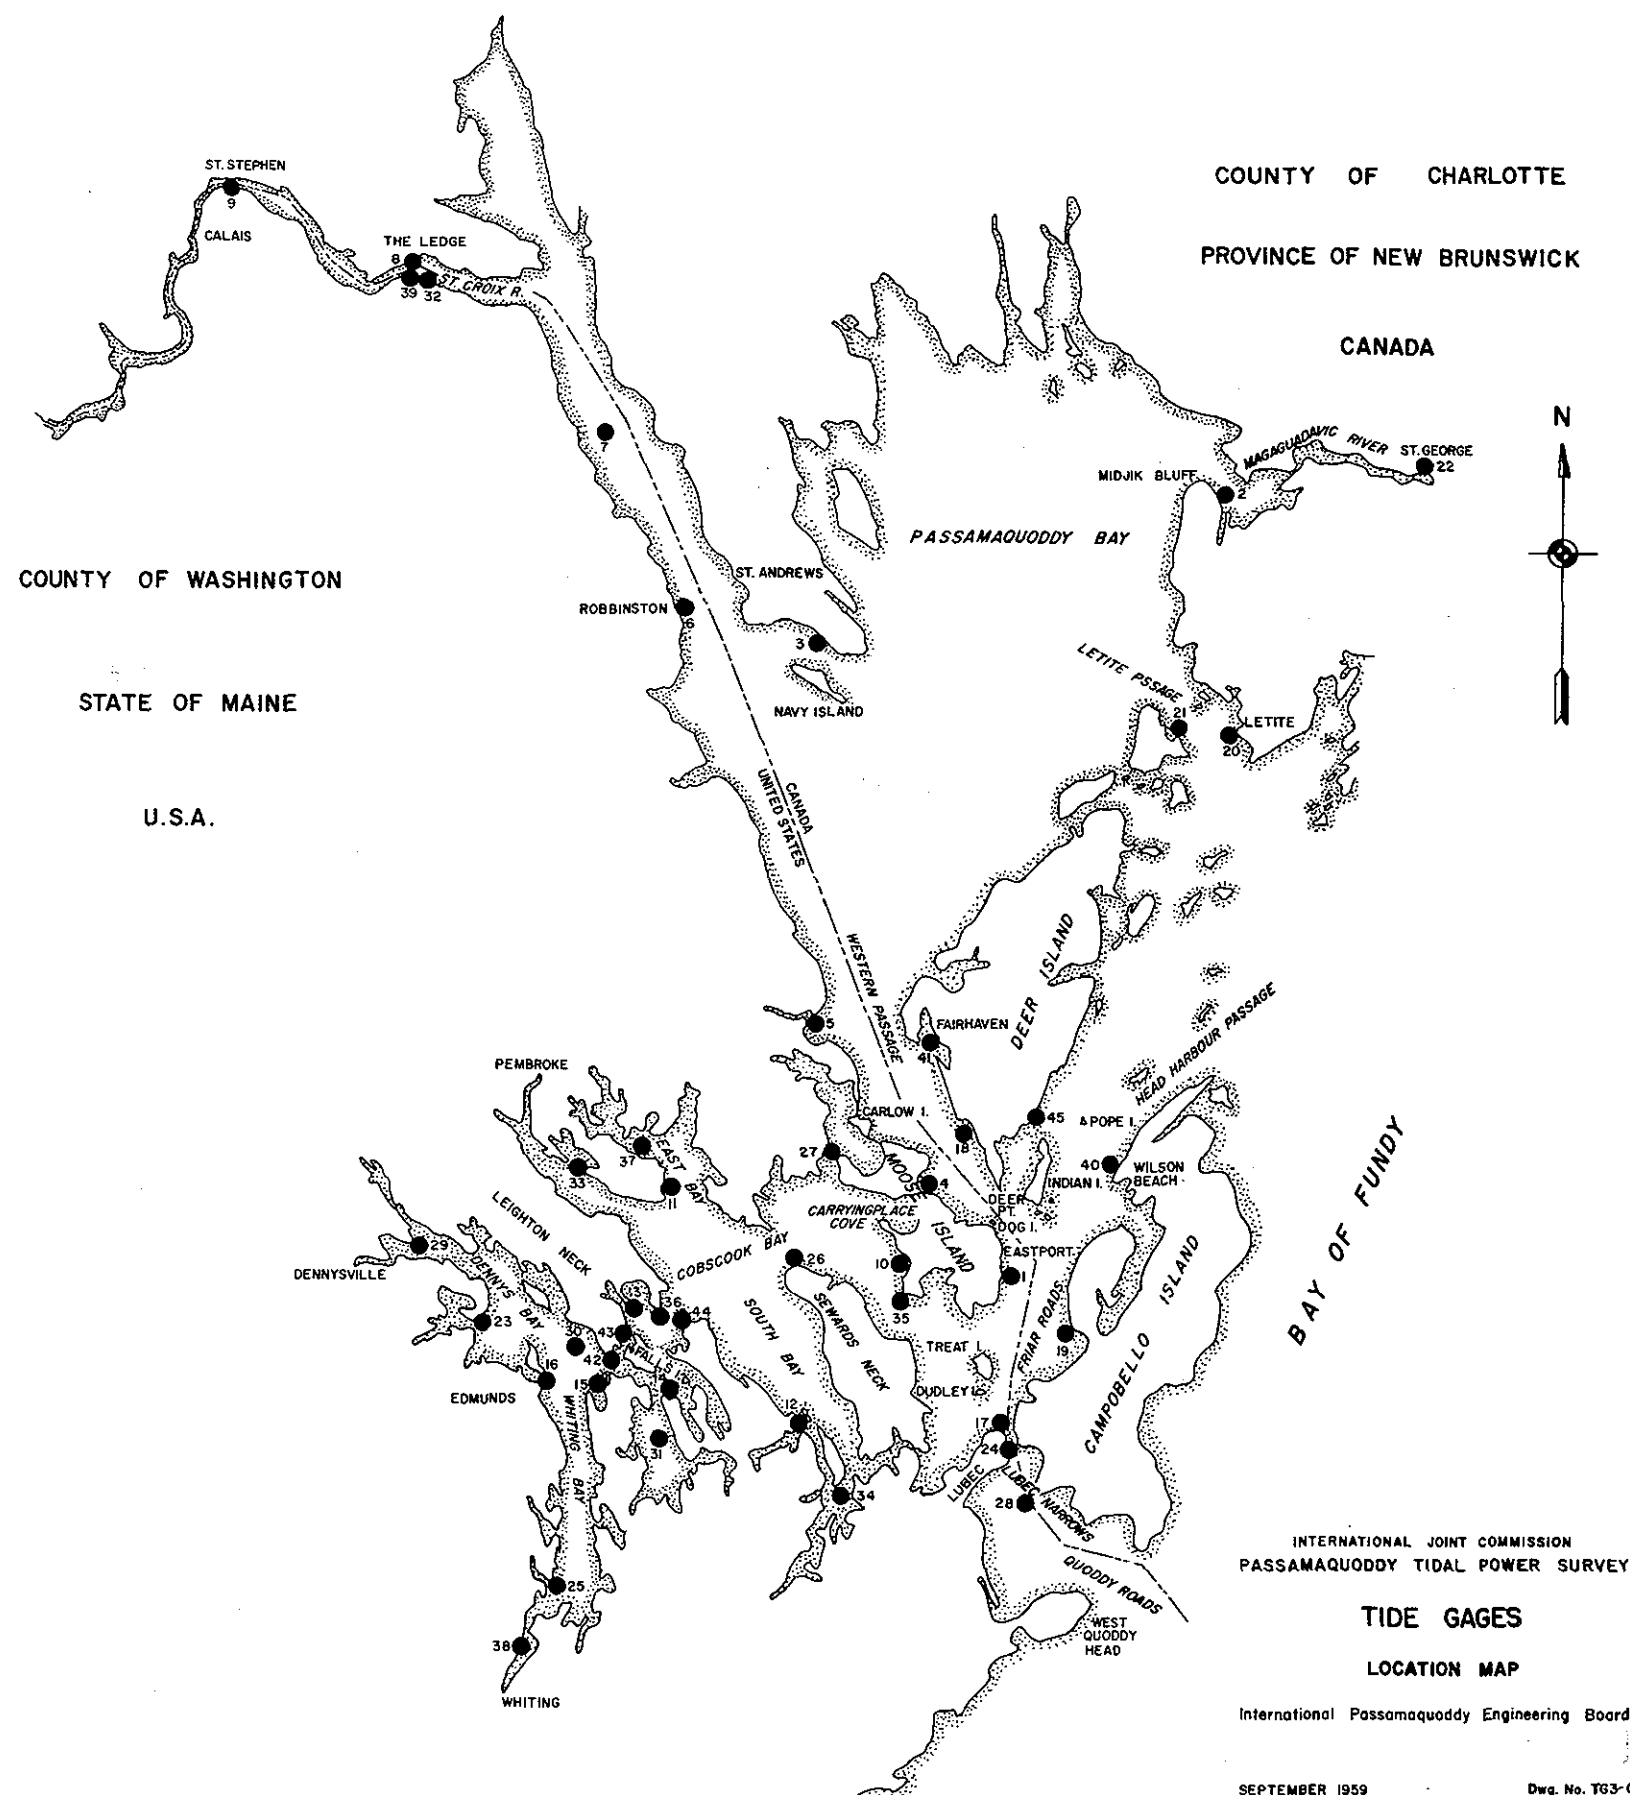 ST. STEPHEN
9
CALAIS
THE LEDGE
8
39
32
ST. CROIX R.
COUNTY OF CHARLOTTE
PROVINCE OF NEW BRUNSWICK
CANADA
N
7
MAGAGUADAVIC RIVER
ST. GEORGE
22
MIDJIK BLUFF
2
PASSAMAQUODDY BAY
COUNTY OF WASHINGTON
STATE OF MAINE
U.S.A.
ST. ANDREWS
ROBBINSTON
6
3
NAVY ISLAND
LETITE PSSAGE
21
LETITE
20
CANADA
UNITED STATES
WESTERN PASSAGE
DEER ISLAND
5
FAIRHAVEN
41
HEAD HARBOUR PASSAGE
PEMBROKE
CARLOW I.
45
POPE I.
18
37
EAST BAY
33
11
27
MOOSE ISLAND
4
40
WILSON BEACH
INDIAN I.
DEER PT.
DOG I.
CARRYINGPLACE COVE
EASTPORT
LEIGHTON NECK
COBSCOOK BAY
26
10
1
29
DENNYSVILLE
DENNYS BAY
23
13
36
44
43
42
35
SOUTH BAY
SEWARDS NECK
TREAT I.
FRIAR ROADS
19
CAMPOBELLO ISLAND
BAY OF FUNDY
16
15
EDMUNDS
WHITING BAY
DUDLEY I.
12
17
24
31
LUBEC
LUBEC NARROWS
34
28
QUODDY ROADS
25
38
WHITING
WEST
QUODDY
HEAD
INTERNATIONAL JOINT COMMISSION
PASSAMAQUODDY TIDAL POWER SURVEY
TIDE GAGES
LOCATION MAP
International Passamaquoddy Engineering Board
SEPTEMBER 1959
Dwg. No. TG3-